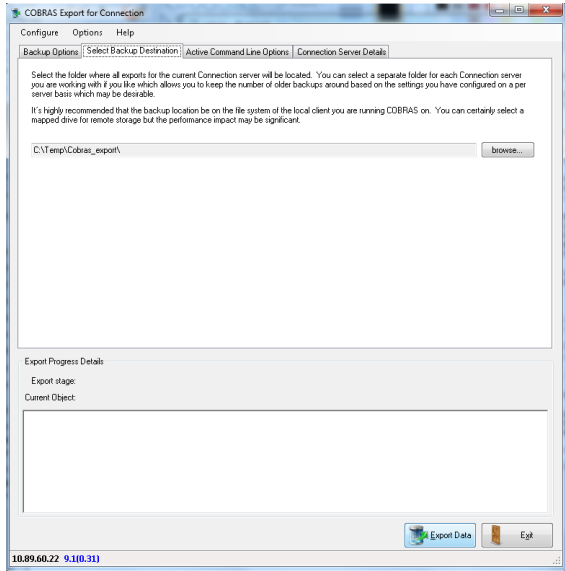 COBRAS Export for Connection
Configure Options Help
Backup Options Select Backup Destination Active Command Line Options Connection Server Details
Select the folder where all exports for the current Connection server will be located. You can select a separate folder for each Connection server
you are working with if you like which allows you to keep the number of older backups around based on the settings you have configured on a per
server basis which may be desirable.
It's highly recommended that the backup location be on the file system of the local client you are running COBRAS on. You can certainly select a
mapped drive for remote storage but the performance impact may be significant.
C:\Temp\Cobras_export\ browse...
Export Progress Details
Export stage:
Current Object:
Export Data Exit
10.89.60.22 9.1(0.31)